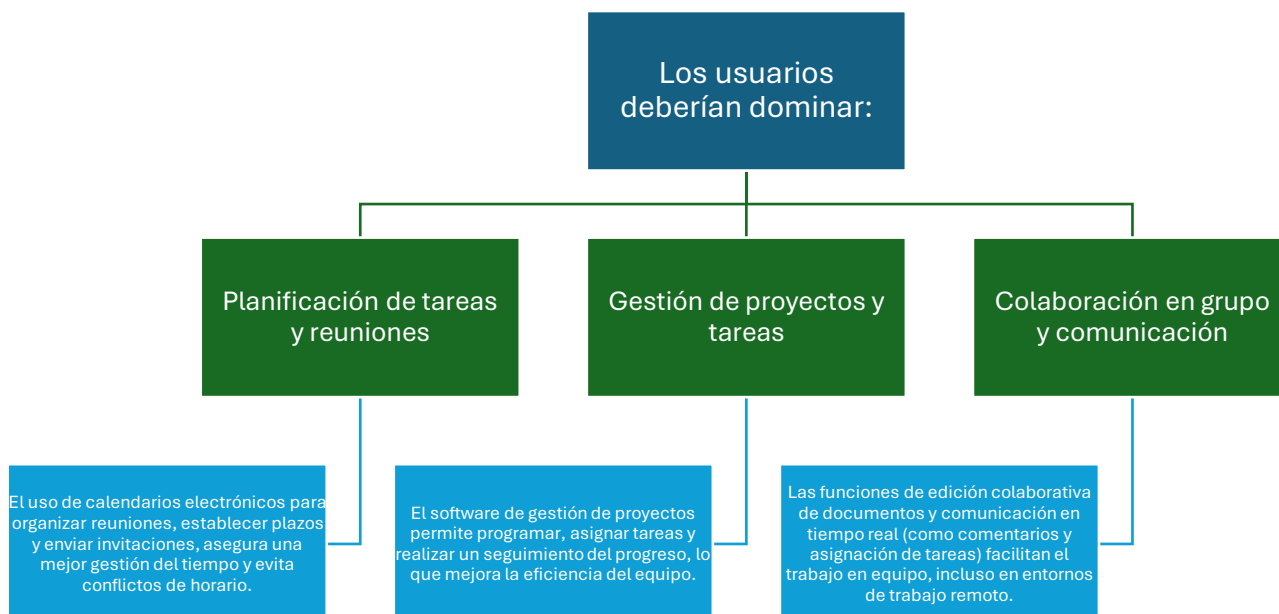 Los usuarios
deberían dominar:
Planificación de tareas
y reuniones
Gestión de proyectos y
tareas
Colaboración en grupo
y comunicación
El uso de calendarios electrónicos para
organizar reuniones, establecer plazos
y enviar invitaciones, asegura una
mejor gestión del tiempo y evita
conflictos de horario.
El software de gestión de proyectos
permite programar, asignar tareas y
realizar un seguimiento del progreso, lo
que mejora la eficiencia del equipo.
Las funciones de edición colaborativa
de documentos y comunicación en
tiempo real (como comentarios y
asignación de tareas) facilitan el
trabajo en equipo, incluso en entornos
de trabajo remoto.